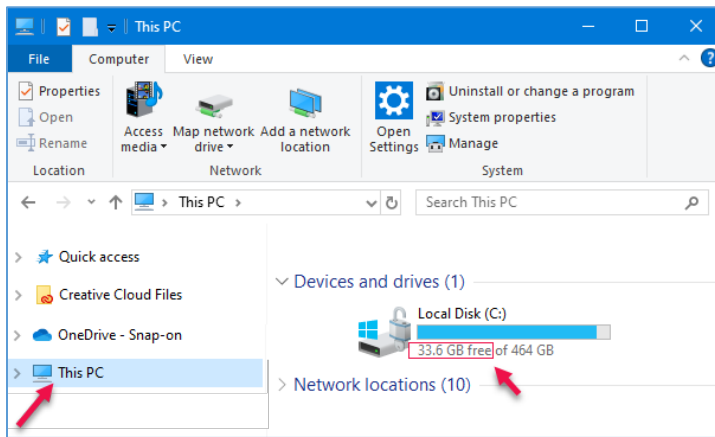 This PC
File Computer View
Properties
Open
Rename
Location
Access media
Map network drive
Add a network location
Network
Open Settings
Uninstall or change a program
System properties
Manage
System
This PC
Search This PC
Quick access
Creative Cloud Files
OneDrive - Snap-on
This PC
Devices and drives (1)
Local Disk (C:)
33.6 GB free of 464 GB
Network locations (10)